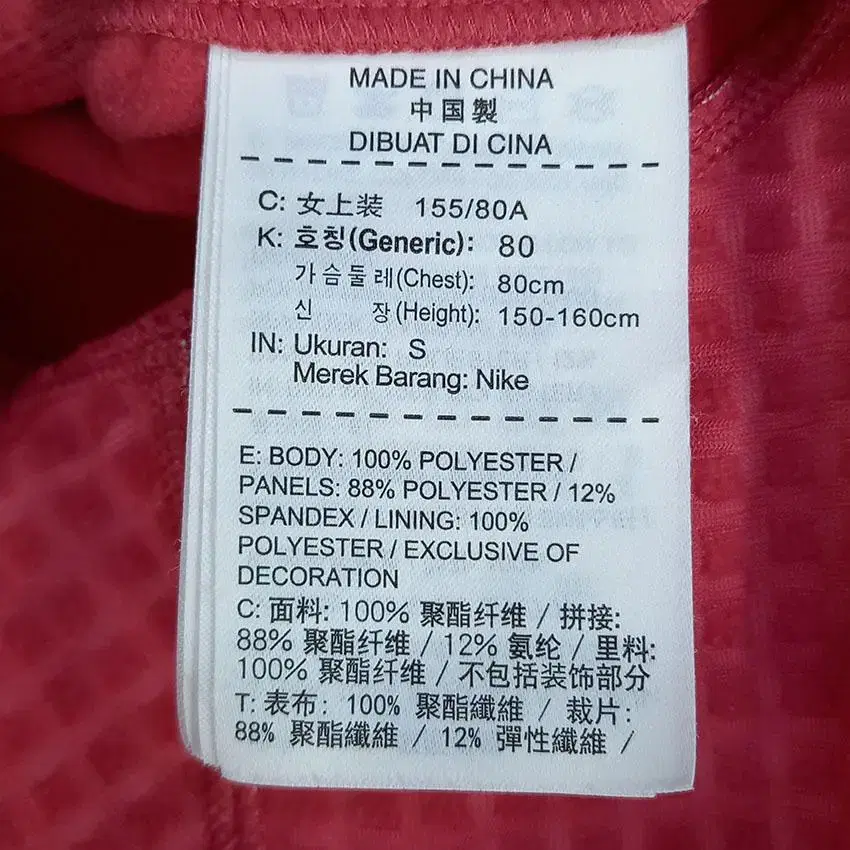 MADE IN CHINA
中国製
DIBUAT DI CINA
C: 女上装 155/80A
K: 호칭(Generic): 80
가슴둘레(Chest): 80cm
신 장(Height): 150-160cm
IN: Ukuran: S
Merek Barang: Nike
E: BODY: 100% POLYESTER /
PANELS: 88% POLYESTER / 12%
SPANDEX / LINING: 100%
POLYESTER / EXCLUSIVE OF
DECORATION
C: 面料: 100% 聚酯纤维 / 拼接:
88% 聚酯纤维 / 12% 氨纶 / 里料:
100% 聚酯纤维 / 不包括装饰部分
T: 表布: 100% 聚酯纖維 / 裁片:
88% 聚酯纖維 / 12% 彈性纖維 /